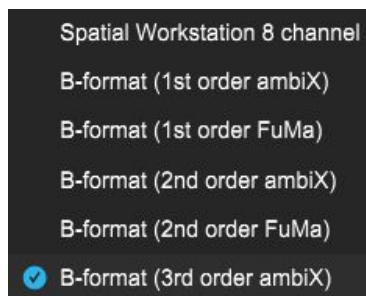 Spatial Workstation 8 channel
B-format (1st order ambiX)
B-format (1st order FuMa)
B-format (2nd order ambiX)
B-format (2nd order FuMa)
B-format (3rd order ambiX)